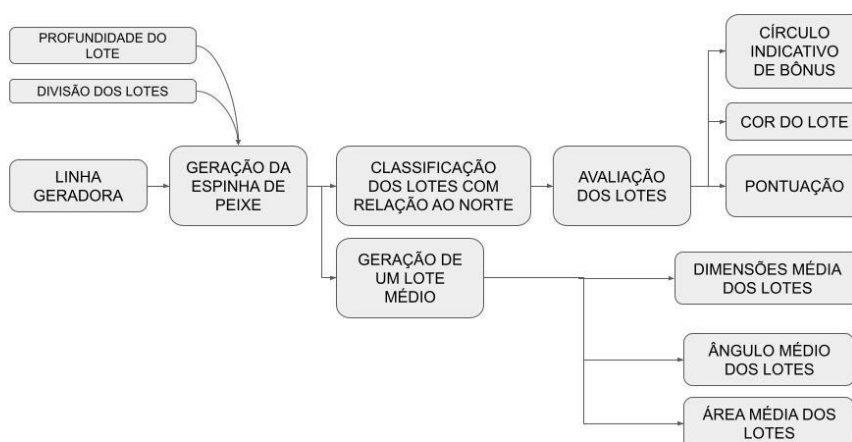 PROFUNDIDADE DO
LOTE
DIVISÃO DOS LOTES
LINHA
GERADORA
GERAÇÃO DA
ESPINHA DE
PEIXE
CLASSIFICAÇÃO
DOS LOTES COM
RELAÇÃO AO NORTE
AVALIAÇÃO
DOS LOTES
CÍRCULO
INDICATIVO
DE BÔNUS
COR DO LOTE
PONTUAÇÃO
GERAÇÃO DE
UM LOTE
MÉDIO
DIMENSÕES MÉDIA
DOS LOTES
ÂNGULO MÉDIO
DOS LOTES
ÁREA MÉDIA DOS
LOTES